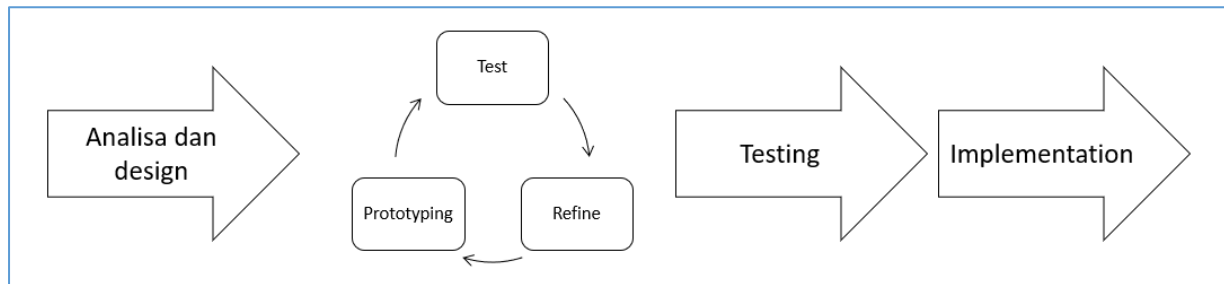 Analisa dan
design
Test
Prototyping
Refine
Testing
Implementation